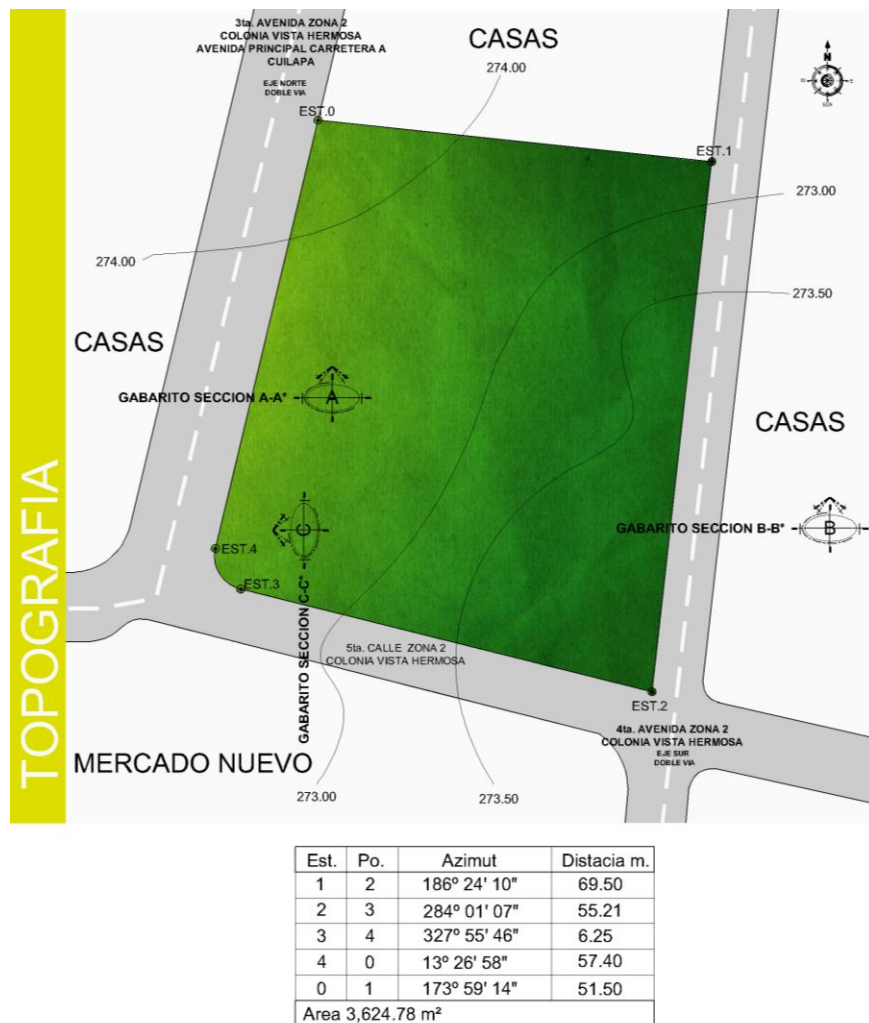 TOPOGRAFIA
3ta. AVENIDA ZONA 2
COLONIA VISTA HERMOSA
AVENIDA PRINCIPAL CARRETERA A
CUILAPA
EJE NORTE
DOBLE VIA
CASAS
274.00
N
EST.0
EST.1
273.00
274.00
273.50
CASAS
GABARITO SECCION A-A*
A
CASAS
GABARITO SECCION B-B*
B
C
GABARITO SECCION C-C*
EST.4
EST.3
5ta. CALLE ZONA 2
COLONIA VISTA HERMOSA
EST.2
4ta. AVENIDA ZONA 2
COLONIA VISTA HERMOSA
EJE SUR
DOBLE VIA
MERCADO NUEVO
273.00
273.50
Est. Po. Azimut Distacia m.
1 2 186º 24' 10" 69.50
2 3 284º 01' 07" 55.21
3 4 327º 55' 46" 6.25
4 0 13º 26' 58" 57.40
0 1 173º 59' 14" 51.50
Area 3,624.78 m²